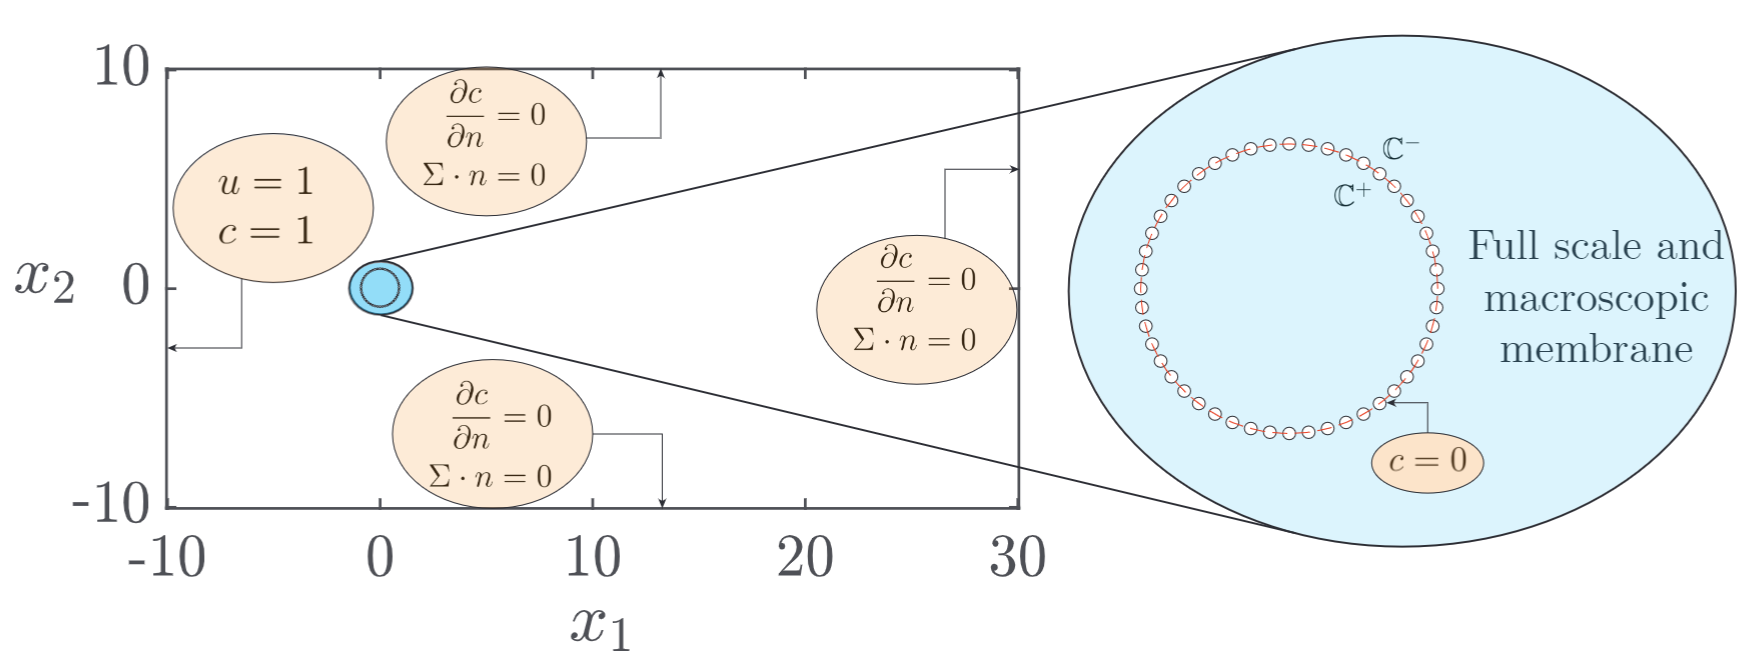 10
0
-10
x₂
-10 0 10 20 30
x₁
u = 1
c = 1
∂c/∂n = 0
Σ · n = 0
∂c/∂n = 0
Σ · n = 0
∂c/∂n = 0
Σ · n = 0
ℂ⁻
ℂ⁺
Full scale and
macroscopic
membrane
c = 0